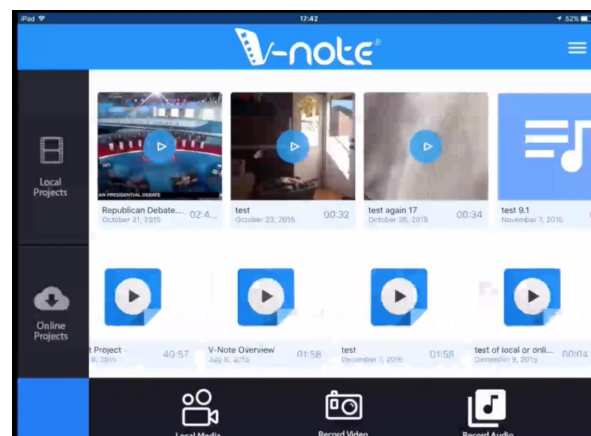 iPad
17:42
52%
V-note®
Local
Projects
AN PRESIDENTIAL DEBATE
Republican Debate...
02:4...
October 21, 2015
test
00:32
October 23, 2015
test again 17
00:34
October 26, 2015
test 9.1
November 7, 2015
Online
Projects
t Project
40:57
6, 2015
V-Note Overview
01:58
July 6, 2015
test
01:58
December 7, 2015
test of local or onli...
00:04
December 9, 2015
Local Media
Record Video
Record Audio